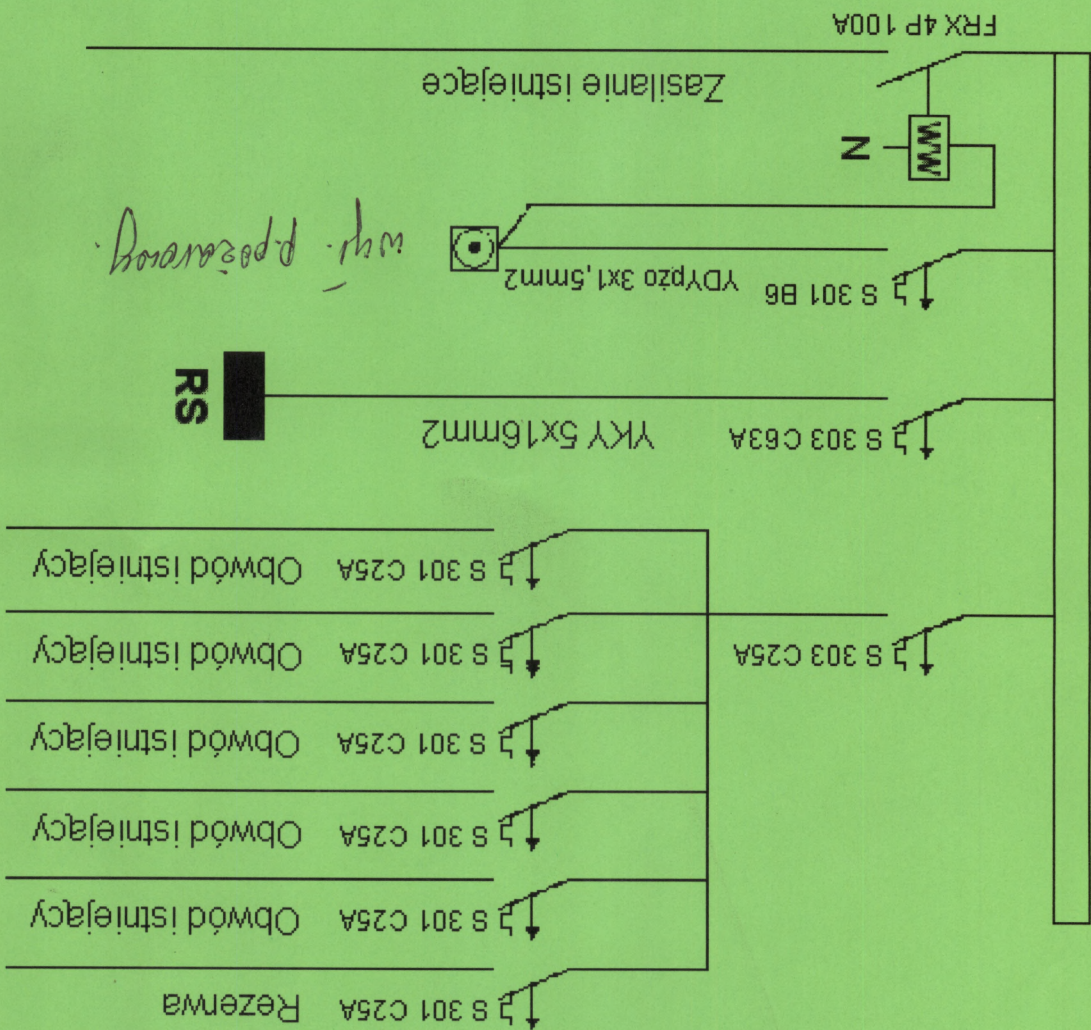 Rezerwa S 301 C25A
Obwód istniejący S 301 C25A
Obwód istniejący S 301 C25A
Obwód istniejący S 301 C25A
Obwód istniejący S 301 C25A
S 303 C25A
Obwód istniejący S 301 C25A
S 303 C63A
YKY 5x16mm2
RS
S 301 B6
YDYpżo 3x1,5mm2
wył. p.pożarowy.
WW
N
Zasilanie istniejące
FRX 4P 100A